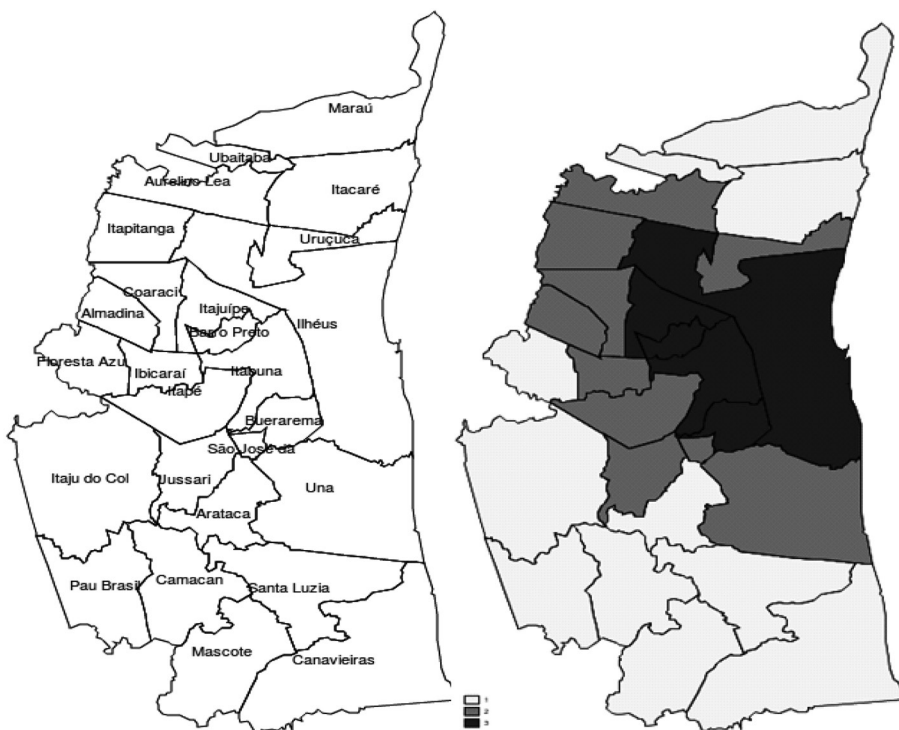 Maraú
Ubaitaba
Aurelino Lea
Itacaré
Itapitanga
Uruçuca
Coaraci
Itajuípe
Almadina
Barro Preto
Ilhéus
Floresta Azu
Ibicaraí
Itabuna
Itapé
Buerarema
São José da
Itaju do Col
Jussari
Una
Arataca
Pau Brasil
Camacan
Santa Luzia
Mascote
Canavieiras
1
2
3